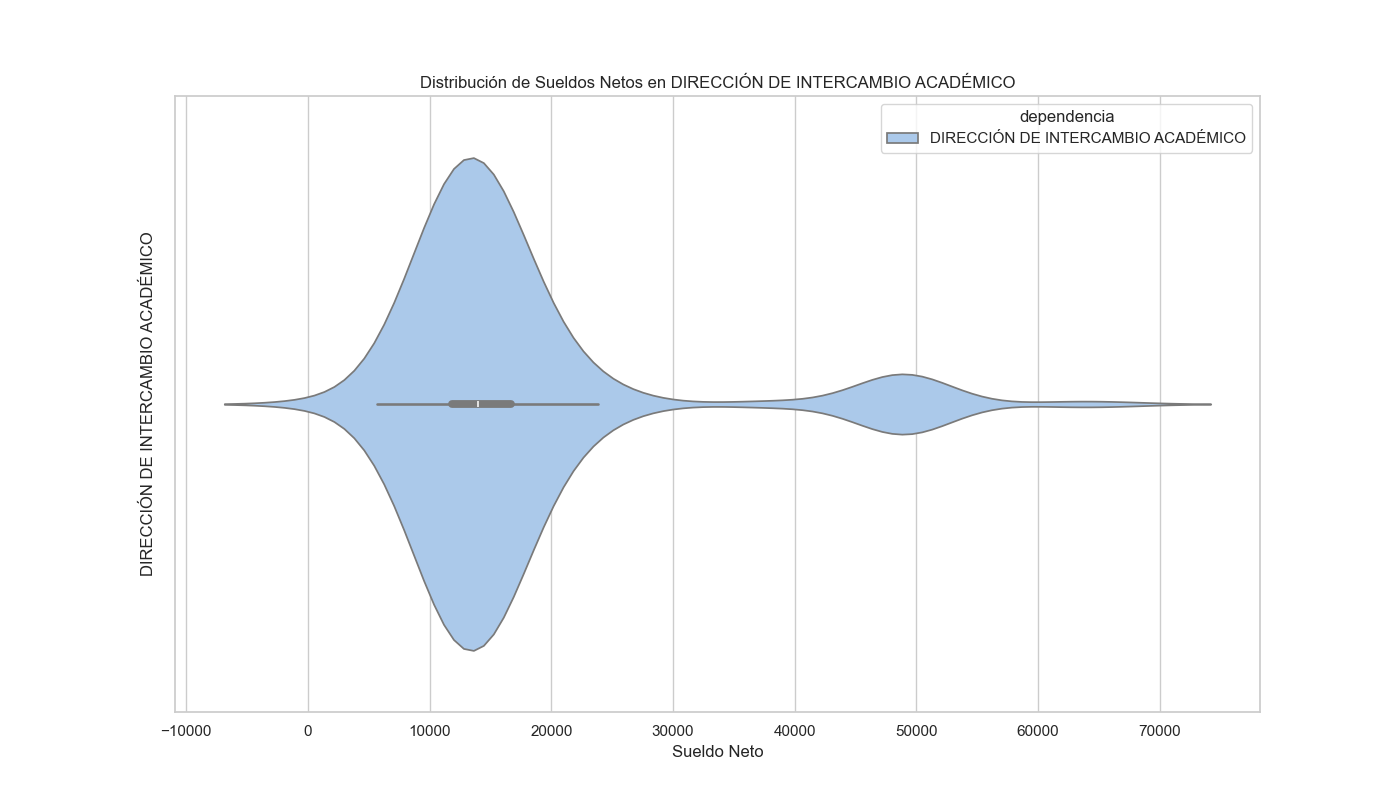 Distribución de Sueldos Netos en DIRECCIÓN DE INTERCAMBIO ACADÉMICO
dependencia
DIRECCIÓN DE INTERCAMBIO ACADÉMICO
DIRECCIÓN DE INTERCAMBIO ACADÉMICO
−10000 0 10000 20000 30000 40000 50000 60000 70000
Sueldo Neto